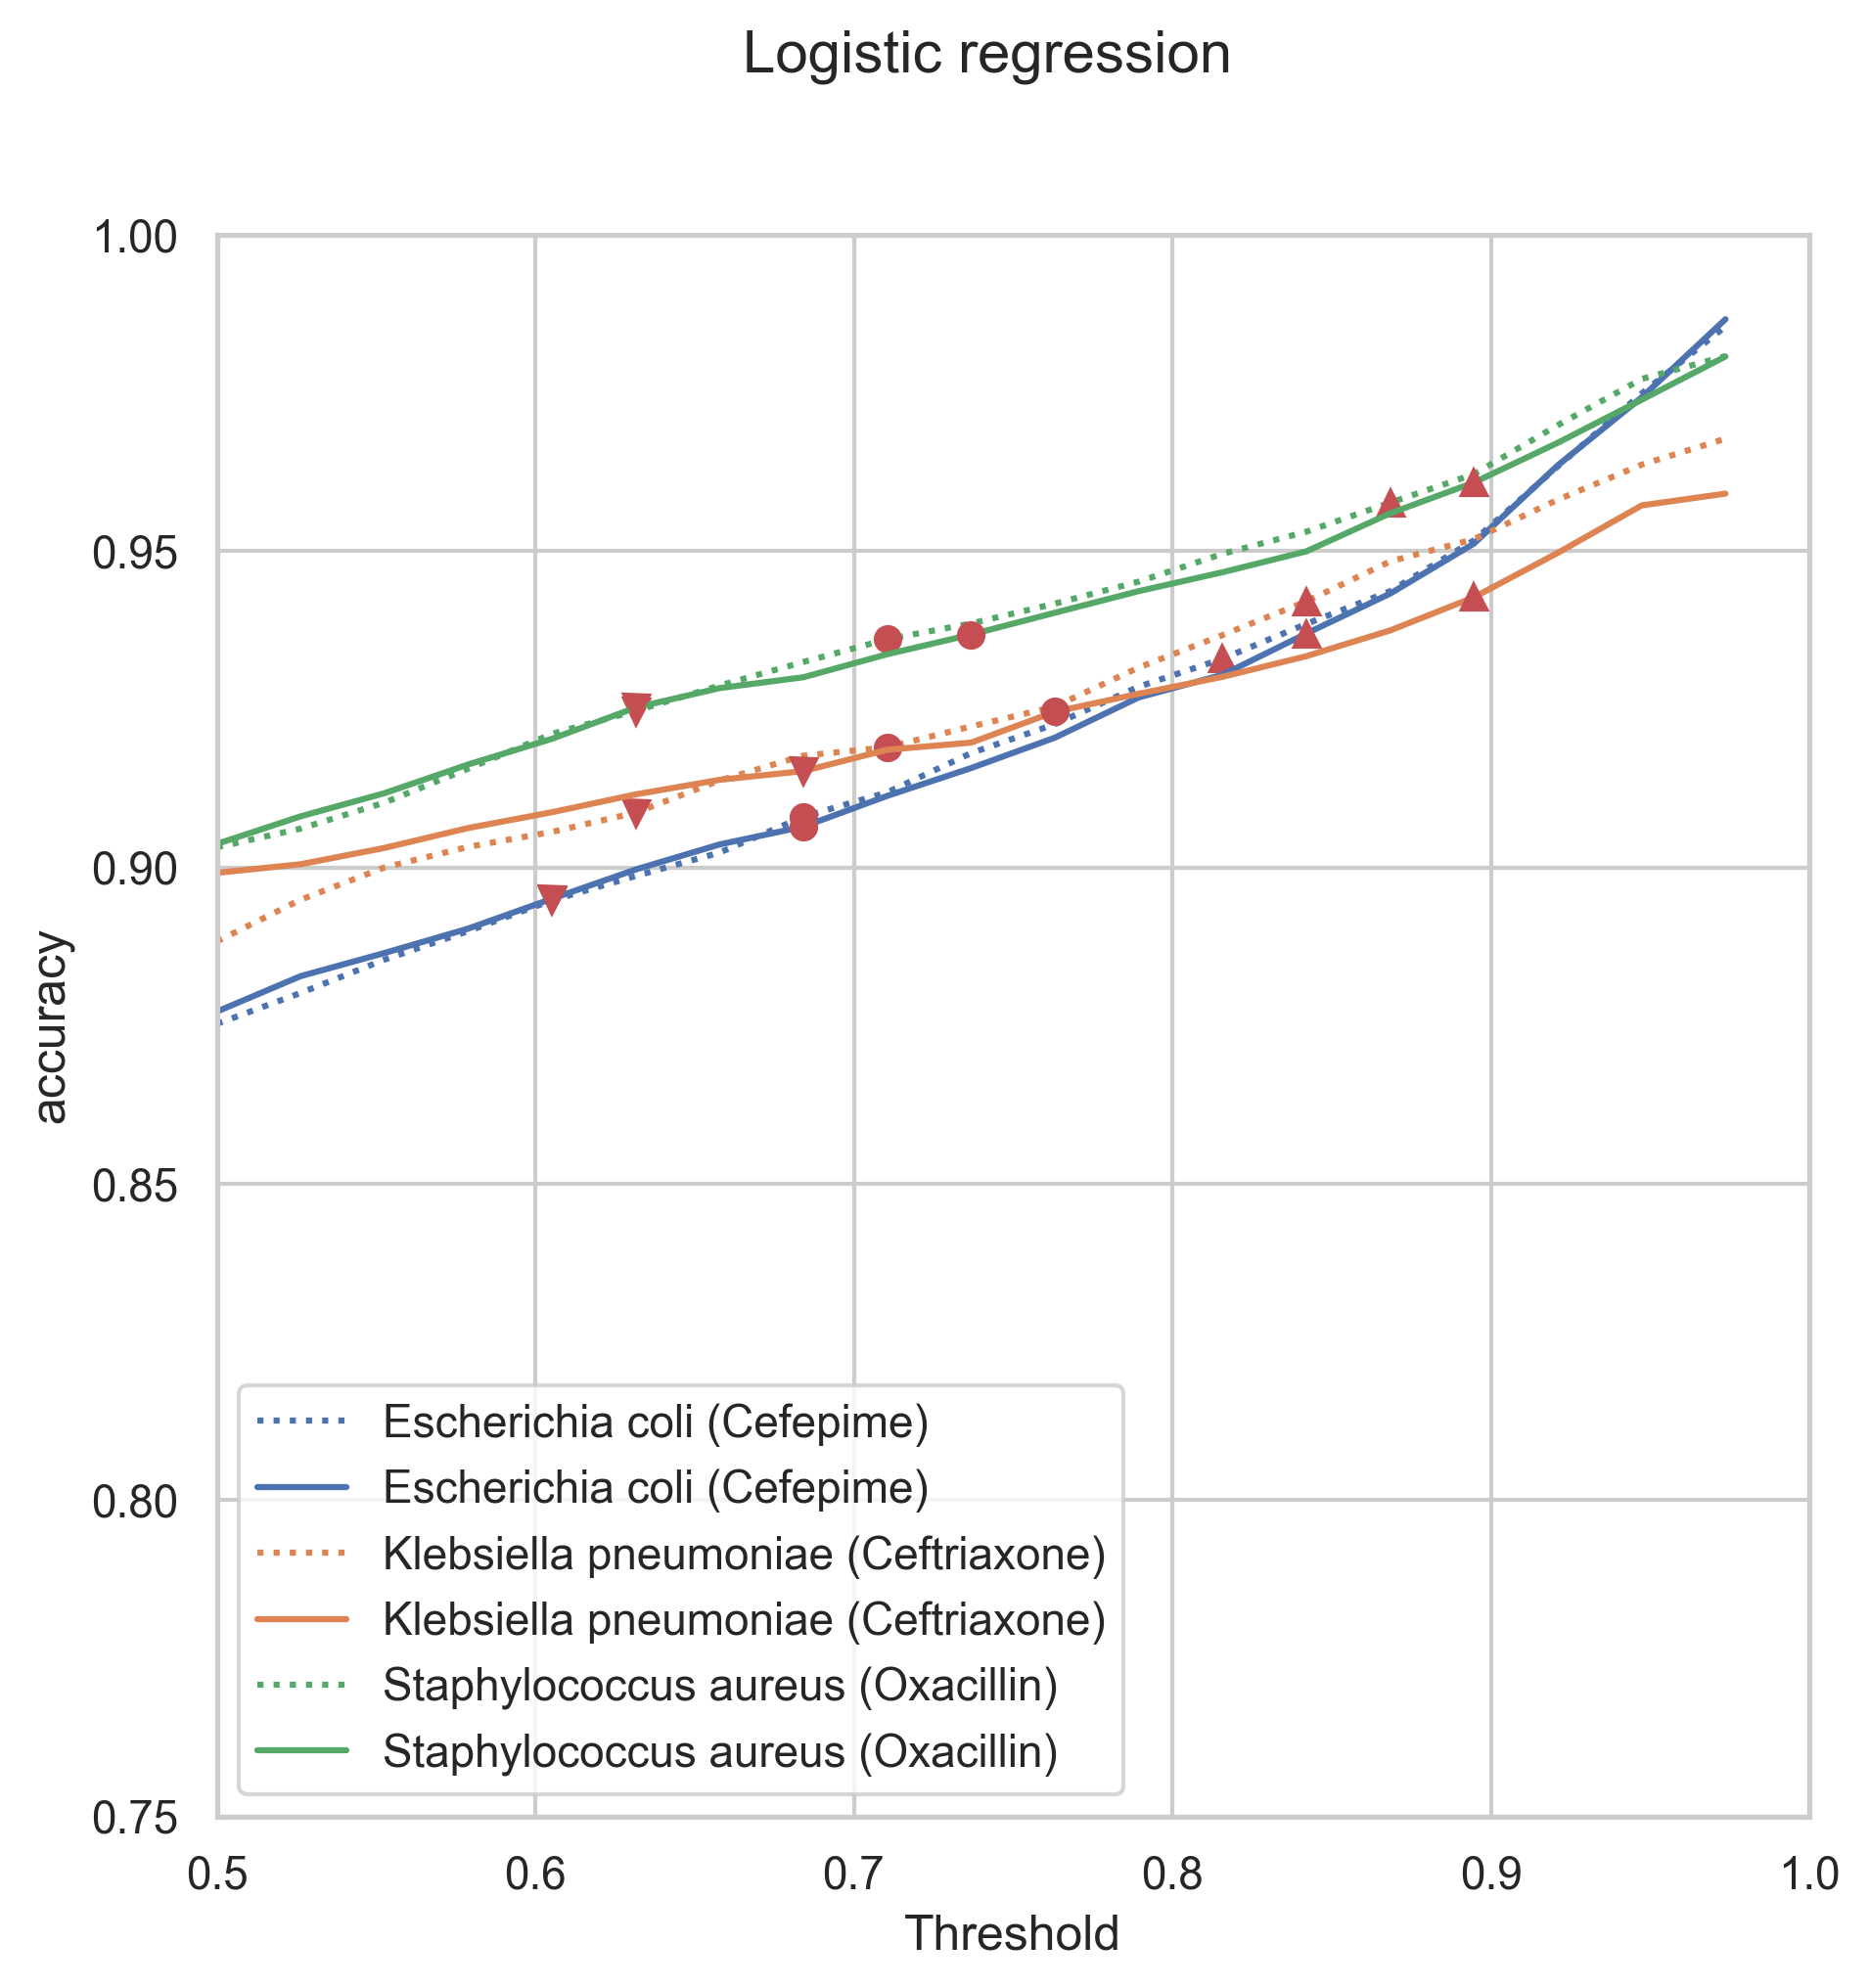 Logistic regression
1.00
0.95
0.90
0.85
0.80
0.75
accuracy
Escherichia coli (Cefepime)
Escherichia coli (Cefepime)
Klebsiella pneumoniae (Ceftriaxone)
Klebsiella pneumoniae (Ceftriaxone)
Staphylococcus aureus (Oxacillin)
Staphylococcus aureus (Oxacillin)
0.5 0.6 0.7 0.8 0.9 1.0
Threshold